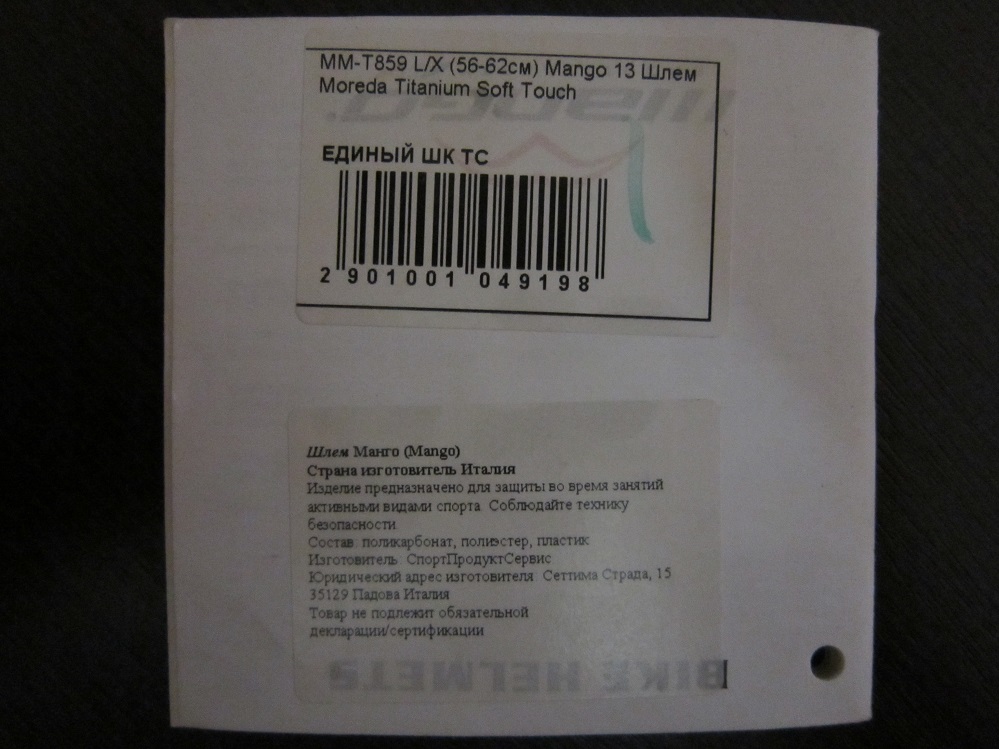 MM-T859 L/X (56-62см) Mango 13 Шлем
Moreda Titanium Soft Touch
ЕДИНЫЙ ШК ТС
2 901001 049198
Шлем Манго (Mango)
Страна изготовитель Италия
Изделие предназначено для защиты во время занятий
активными видами спорта. Соблюдайте технику
безопасности.
Состав: поликарбонат, полиэстер, пластик
Изготовитель: СпортПродуктСервис
Юридический адрес изготовителя: Сеттима Страда, 15
35129 Падова Италия
Товар не подлежит обязательной
декларации/сертификации
BIKE HELMETS